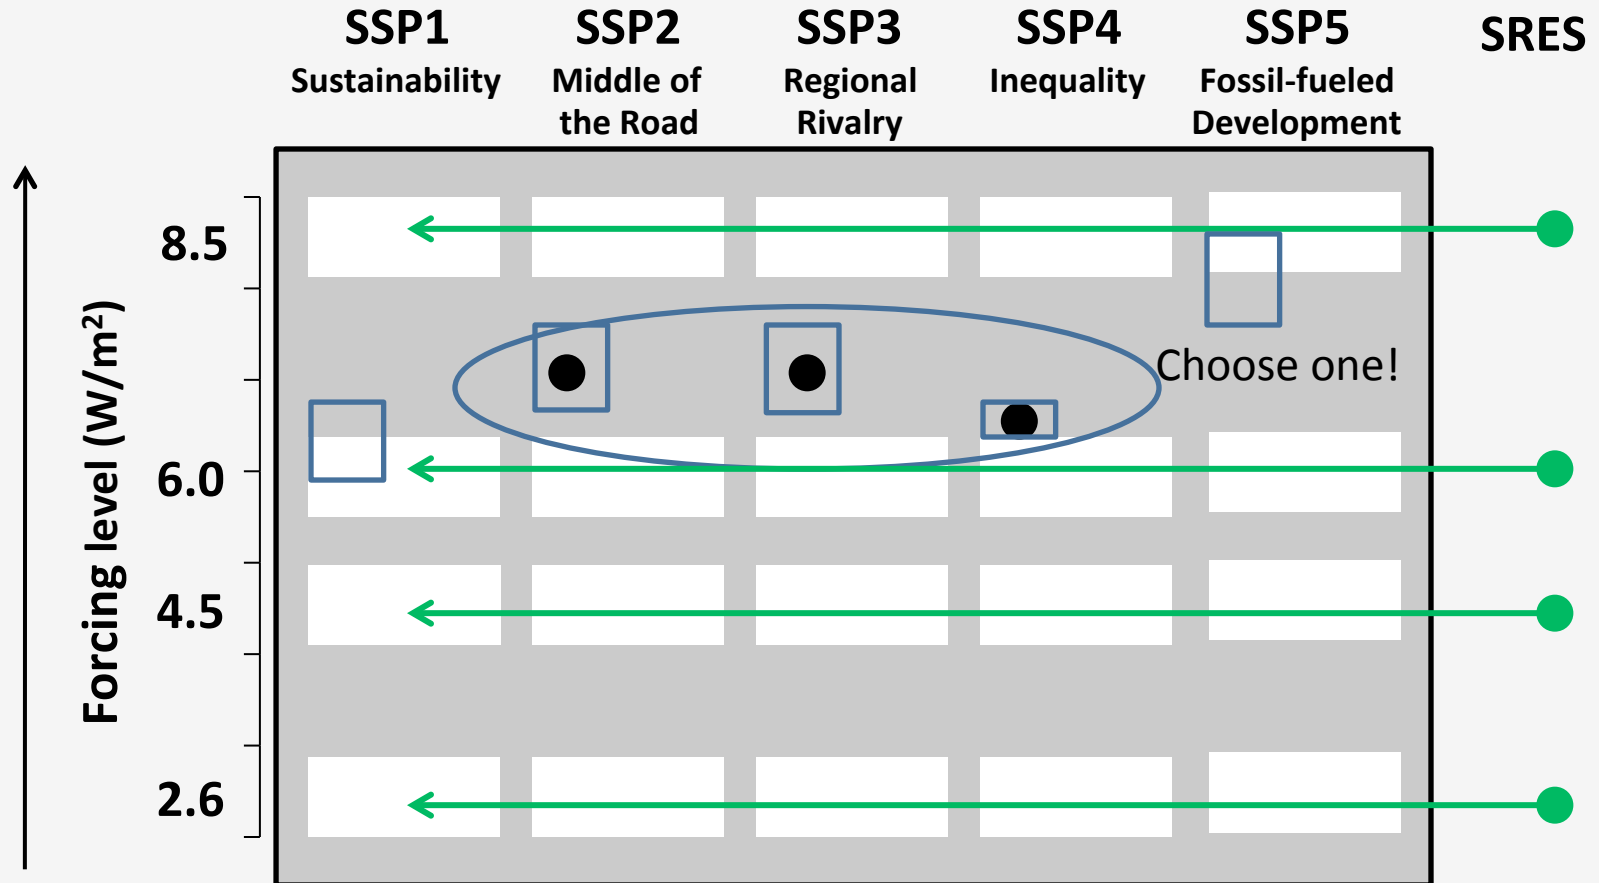 SSP1 SSP2 SSP3 SSP4 SSP5 SRES
Sustainability Middle of Regional Inequality Fossil-fueled
the Road Rivalry Development
8.5
Choose one!
6.0
4.5
2.6
Forcing level (W/m²)